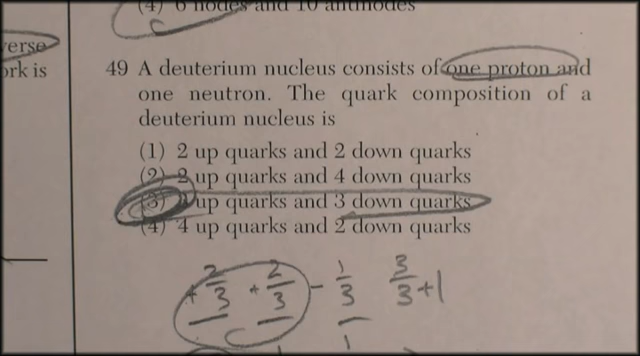 (4) 6 nodes and 10 antinodes
verse
ork is
49 A deuterium nucleus consists of one proton and
one neutron. The quark composition of a
deuterium nucleus is
(1) 2 up quarks and 2 down quarks
(2) 2 up quarks and 4 down quarks
(3) up quarks and 3 down quarks
(4) 4 up quarks and 2 down quarks
+2/3 +2/3 -1/3 3/3 +1